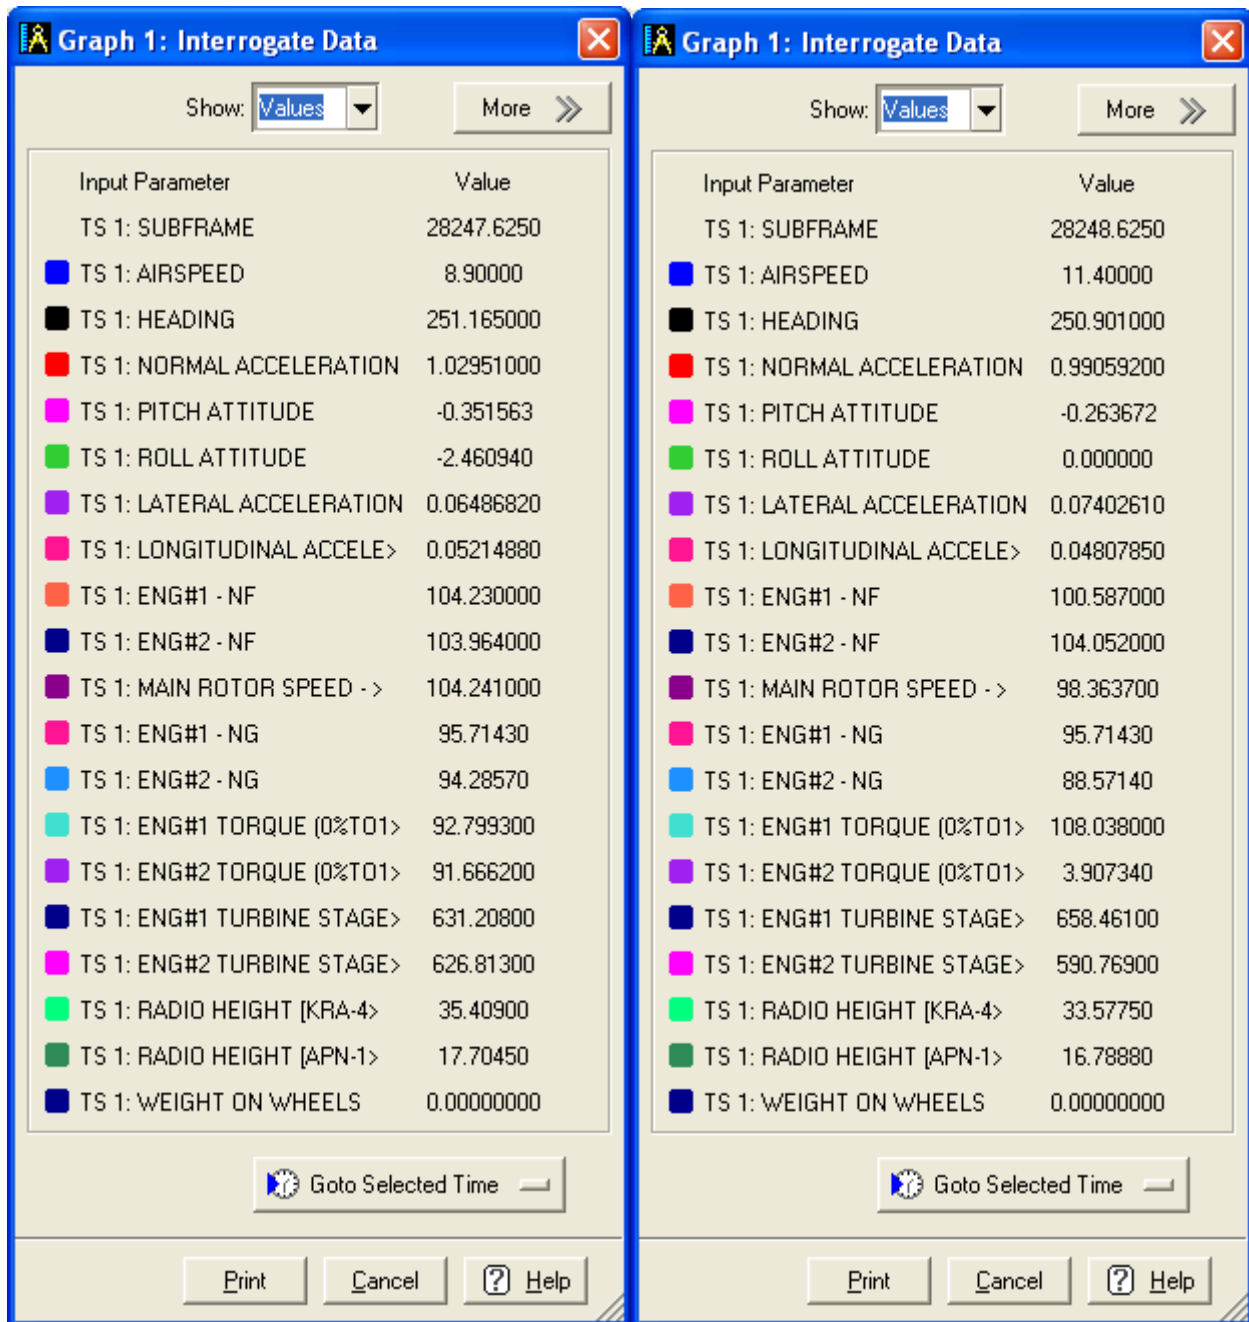 Graph 1: Interrogate Data
Show: Values More
Input Parameter Value
TS 1: SUBFRAME 28247.6250
TS 1: AIRSPEED 8.90000
TS 1: HEADING 251.165000
TS 1: NORMAL ACCELERATION 1.02951000
TS 1: PITCH ATTITUDE -0.351563
TS 1: ROLL ATTITUDE -2.460940
TS 1: LATERAL ACCELERATION 0.06486820
TS 1: LONGITUDINAL ACCELE> 0.05214880
TS 1: ENG#1 - NF 104.230000
TS 1: ENG#2 - NF 103.964000
TS 1: MAIN ROTOR SPEED - > 104.241000
TS 1: ENG#1 - NG 95.71430
TS 1: ENG#2 - NG 94.28570
TS 1: ENG#1 TORQUE (0%TO1> 92.799300
TS 1: ENG#2 TORQUE (0%TO1> 91.666200
TS 1: ENG#1 TURBINE STAGE> 631.20800
TS 1: ENG#2 TURBINE STAGE> 626.81300
TS 1: RADIO HEIGHT [KRA-4> 35.40900
TS 1: RADIO HEIGHT [APN-1> 17.70450
TS 1: WEIGHT ON WHEELS 0.00000000
Goto Selected Time
Print Cancel ? Help
Graph 1: Interrogate Data
Show: Values More
Input Parameter Value
TS 1: SUBFRAME 28248.6250
TS 1: AIRSPEED 11.40000
TS 1: HEADING 250.901000
TS 1: NORMAL ACCELERATION 0.99059200
TS 1: PITCH ATTITUDE -0.263672
TS 1: ROLL ATTITUDE 0.000000
TS 1: LATERAL ACCELERATION 0.07402610
TS 1: LONGITUDINAL ACCELE> 0.04807850
TS 1: ENG#1 - NF 100.587000
TS 1: ENG#2 - NF 104.052000
TS 1: MAIN ROTOR SPEED - > 98.363700
TS 1: ENG#1 - NG 95.71430
TS 1: ENG#2 - NG 88.57140
TS 1: ENG#1 TORQUE (0%TO1> 108.038000
TS 1: ENG#2 TORQUE (0%TO1> 3.907340
TS 1: ENG#1 TURBINE STAGE> 658.46100
TS 1: ENG#2 TURBINE STAGE> 590.76900
TS 1: RADIO HEIGHT [KRA-4> 33.57750
TS 1: RADIO HEIGHT [APN-1> 16.78880
TS 1: WEIGHT ON WHEELS 0.00000000
Goto Selected Time
Print Cancel ? Help